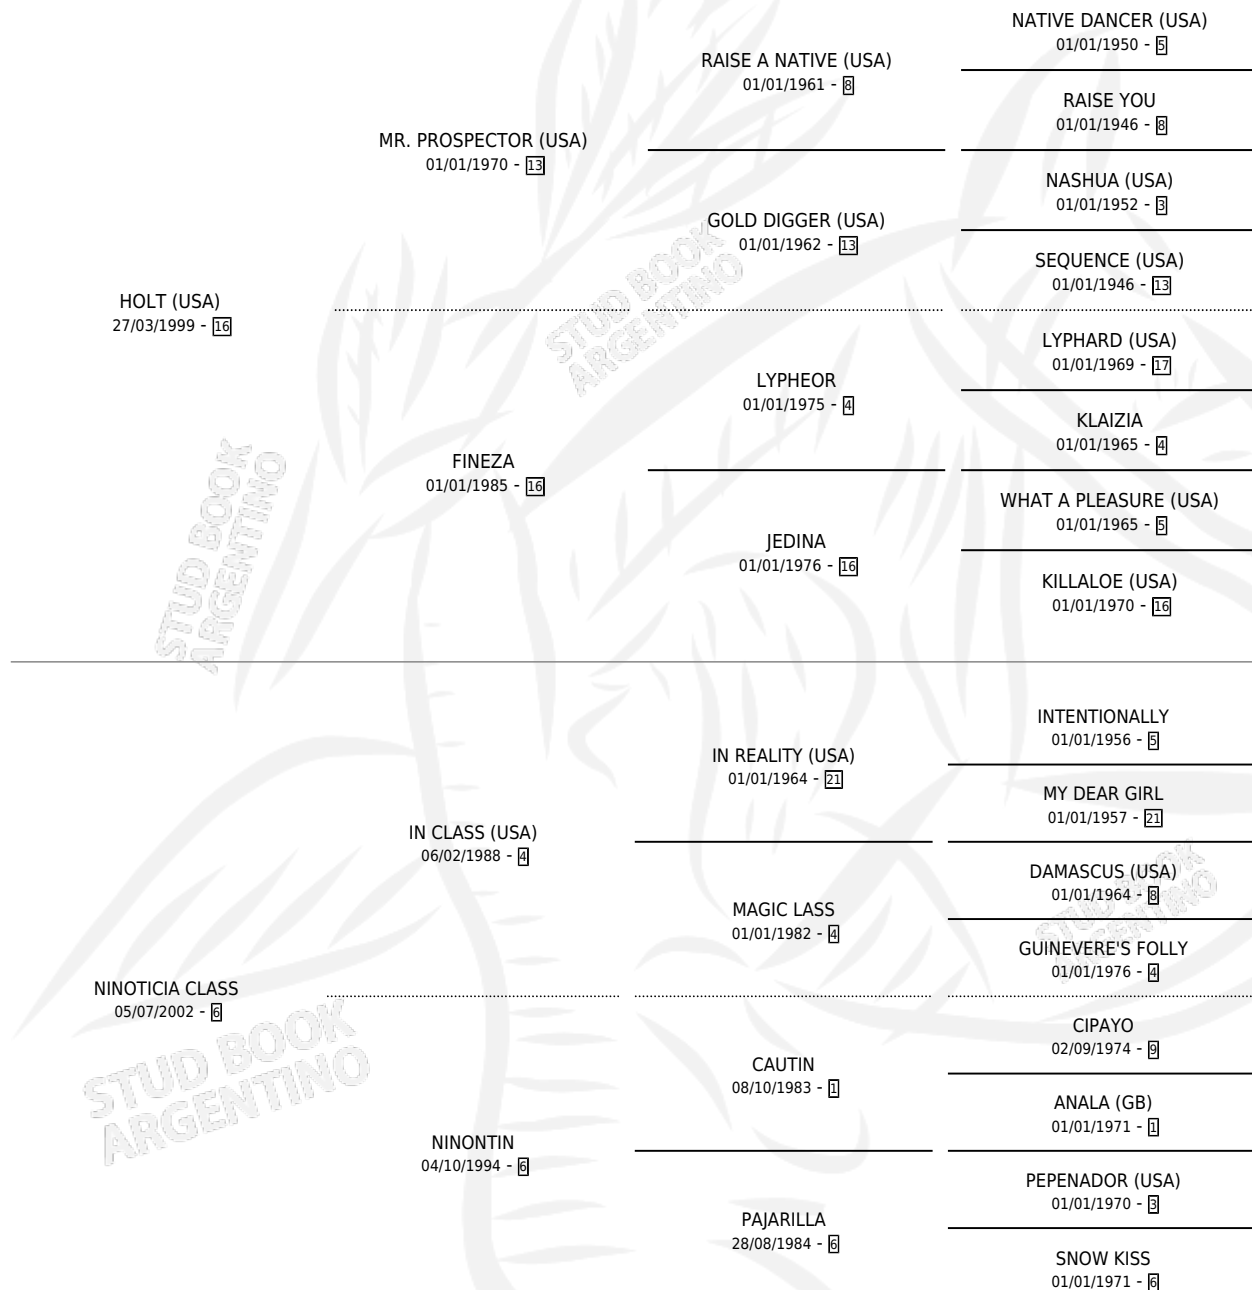 NATIVE DANCER (USA)
01/01/1950 - 5
RAISE A NATIVE (USA)
01/01/1961 - 8
RAISE YOU
01/01/1946 - 8
MR. PROSPECTOR (USA)
01/01/1970 - 13
NASHUA (USA)
01/01/1952 - 3
GOLD DIGGER (USA)
01/01/1962 - 13
SEQUENCE (USA)
01/01/1946 - 13
HOLT (USA)
27/03/1999 - 16
LYPHARD (USA)
01/01/1969 - 17
LYPHEOR
01/01/1975 - 4
KLAIZIA
01/01/1965 - 4
FINEZA
01/01/1985 - 16
WHAT A PLEASURE (USA)
01/01/1965 - 5
JEDINA
01/01/1976 - 16
KILLALOE (USA)
01/01/1970 - 16
INTENTIONALLY
01/01/1956 - 5
IN REALITY (USA)
01/01/1964 - 21
MY DEAR GIRL
01/01/1957 - 21
IN CLASS (USA)
06/02/1988 - 4
DAMASCUS (USA)
01/01/1964 - 8
MAGIC LASS
01/01/1982 - 4
GUINEVERE'S FOLLY
01/01/1976 - 4
NINOTICIA CLASS
05/07/2002 - 6
CIPAYO
02/09/1974 - 9
CAUTIN
08/10/1983 - 1
ANALA (GB)
01/01/1971 - 1
NINONTIN
04/10/1994 - 6
PEPENADOR (USA)
01/01/1970 - 3
PAJARILLA
28/08/1984 - 6
SNOW KISS
01/01/1971 - 6
STUD BOOK
ARGENTINO
STUD BOOK
ARGENTINO
STUD BOOK
ARGENTINO
STUD BOOK
ARGENTINO